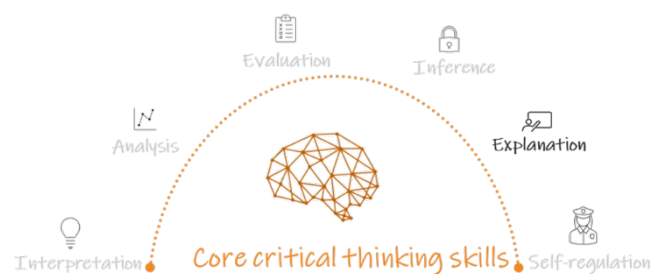 Evaluation
Inference
Analysis
Explanation
Interpretation
Core critical thinking skills
Self-regulation